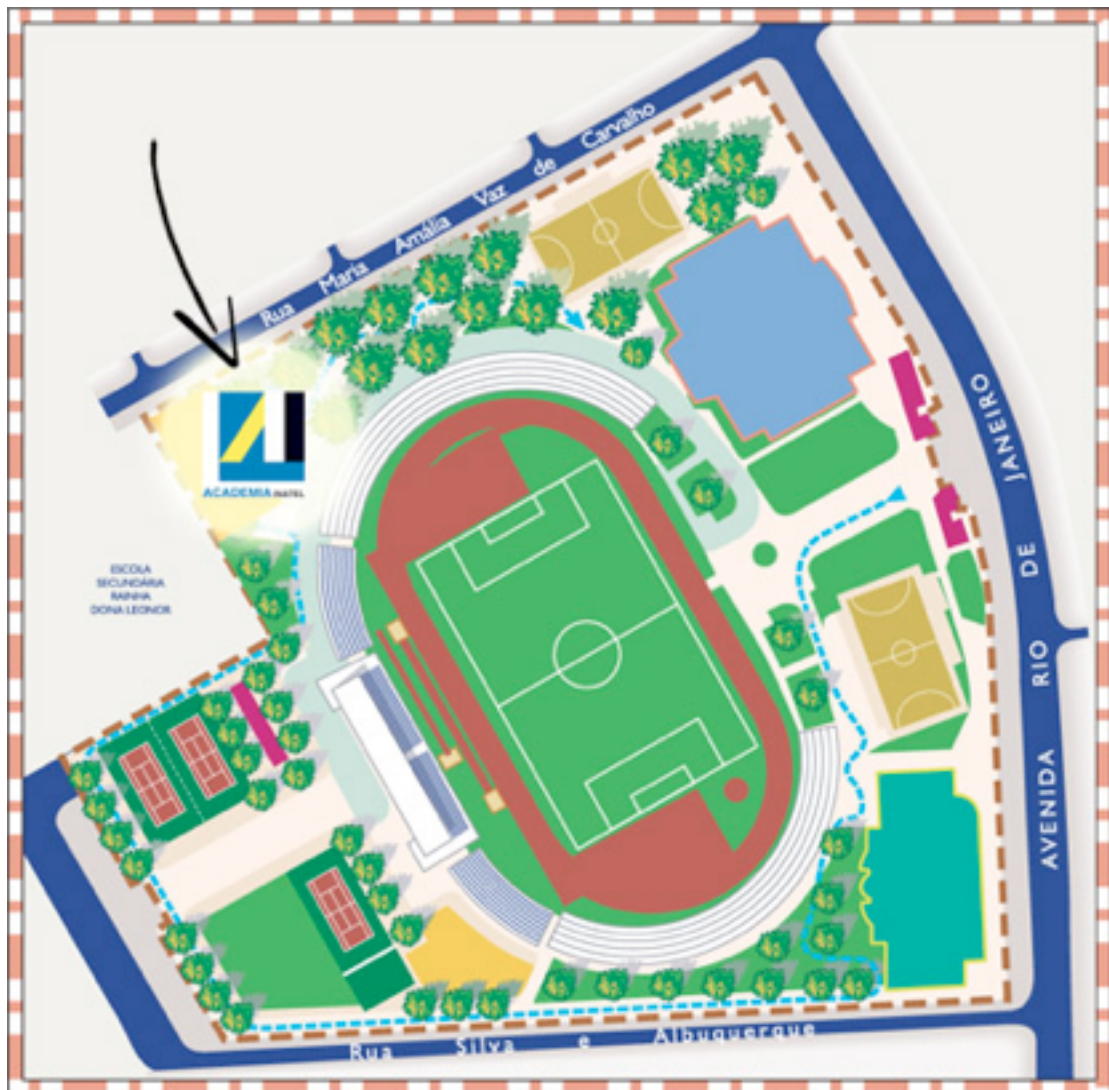 Rua Maria Amália Vaz de Carvalho
ACADEMIA INATEL
ESCOLA
SECUNDÁRIA
RAINHA
DONA LEONOR
AVENIDA RIO DE JANEIRO
Rua Silva e Albuquerque